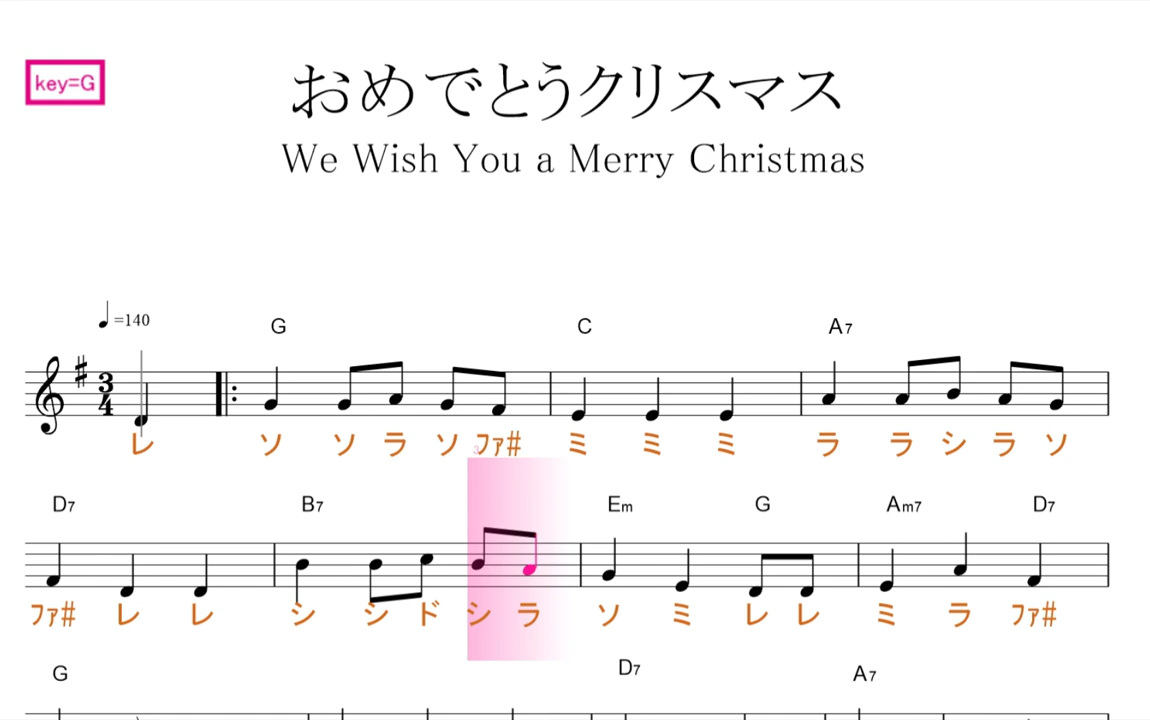 key=G
おめでとうクリスマス
We Wish You a Merry Christmas
=140
G C A7
3 4
レ ソ ソ ラ ソ ファ# ミ ミ ミ ラ ラ シ ラ ソ
D7 B7 Em G Am7 D7
ファ# レ レ シ シ ド シ ラ ソ ミ レ レ ミ ラ ファ#
G D7 A7